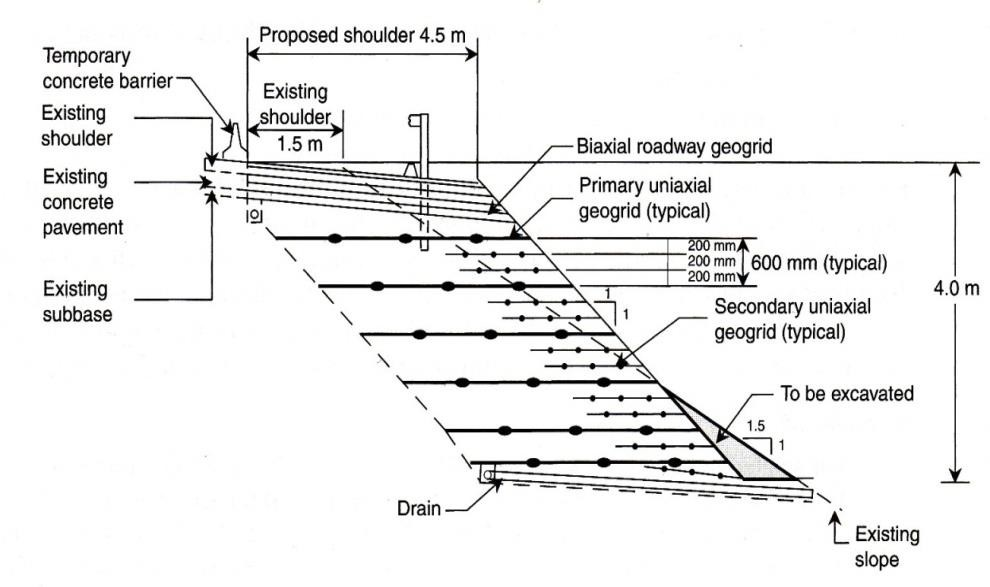 Proposed shoulder 4.5 m
Temporary
concrete barrier
Existing
shoulder
1.5 m
Existing
shoulder
Existing
concrete
pavement
Existing
subbase
Biaxial roadway geogrid
Primary uniaxial
geogrid (typical)
200 mm
200 mm
200 mm
600 mm (typical)
4.0 m
1
1
Secondary uniaxial
geogrid (typical)
To be excavated
1.5
1
Drain
Existing
slope